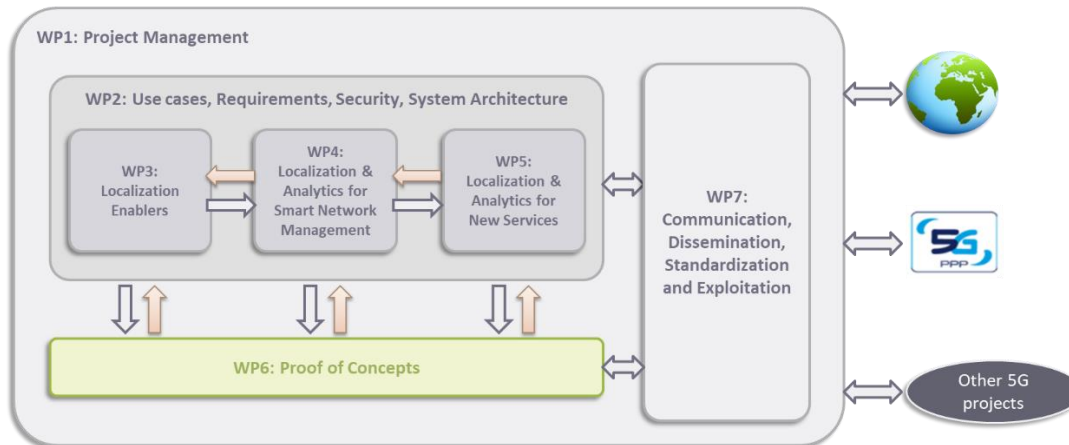 WP1: Project Management
WP2: Use cases, Requirements, Security, System Architecture
WP3:
Localization
Enablers
WP4:
Localization &
Analytics for
Smart Network
Management
WP5:
Localization &
Analytics for
New Services
WP6: Proof of Concepts
WP7:
Communication,
Dissemination,
Standardization
and Exploitation
5G
PPP
Other 5G
projects